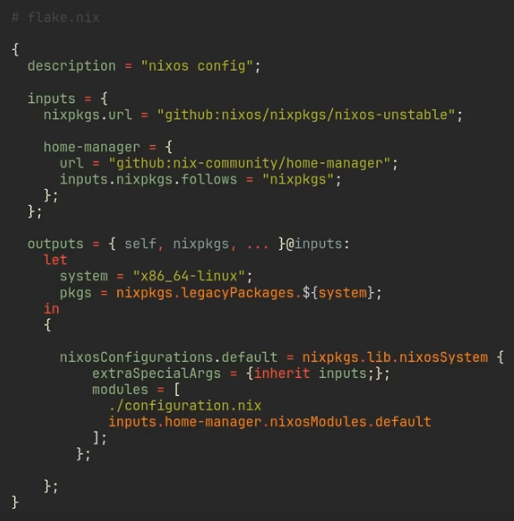 # flake.nix
{
  description = "nixos config";
  inputs = {
    nixpkgs.url = "github:nixos/nixpkgs/nixos-unstable";
    home-manager = {
      url = "github:nix-community/home-manager";
      inputs.nixpkgs.follows = "nixpkgs";
    };
  };
  outputs = { self, nixpkgs, ... }@inputs:
    let
      system = "x86_64-linux";
      pkgs = nixpkgs.legacyPackages.${system};
    in
    {
      nixosConfigurations.default = nixpkgs.lib.nixosSystem {
          extraSpecialArgs = {inherit inputs;};
          modules = [
            ./configuration.nix
            inputs.home-manager.nixosModules.default
          ];
        };
    };
}